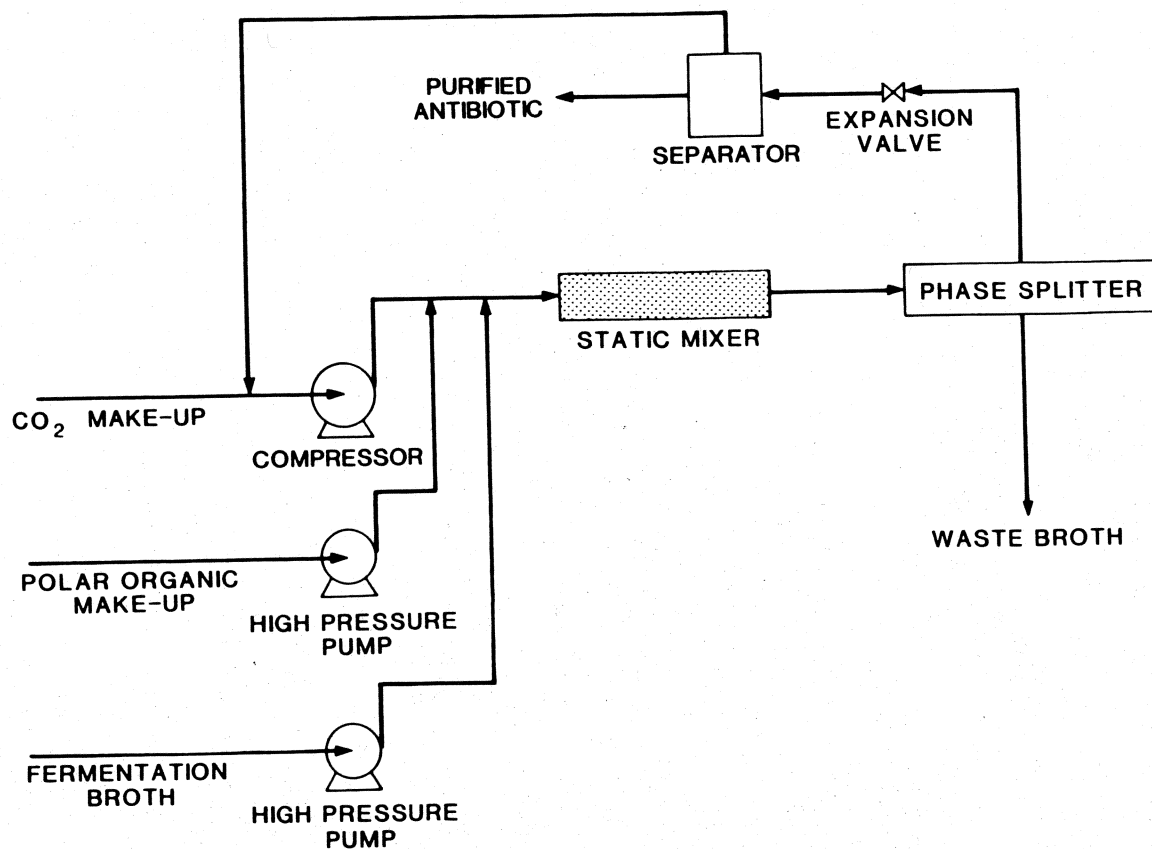 PURIFIED
ANTIBIOTIC
SEPARATOR
EXPANSION
VALVE
PHASE SPLITTER
STATIC MIXER
CO2 MAKE-UP
COMPRESSOR
WASTE BROTH
POLAR ORGANIC
MAKE-UP
HIGH PRESSURE
PUMP
FERMENTATION
BROTH
HIGH PRESSURE
PUMP